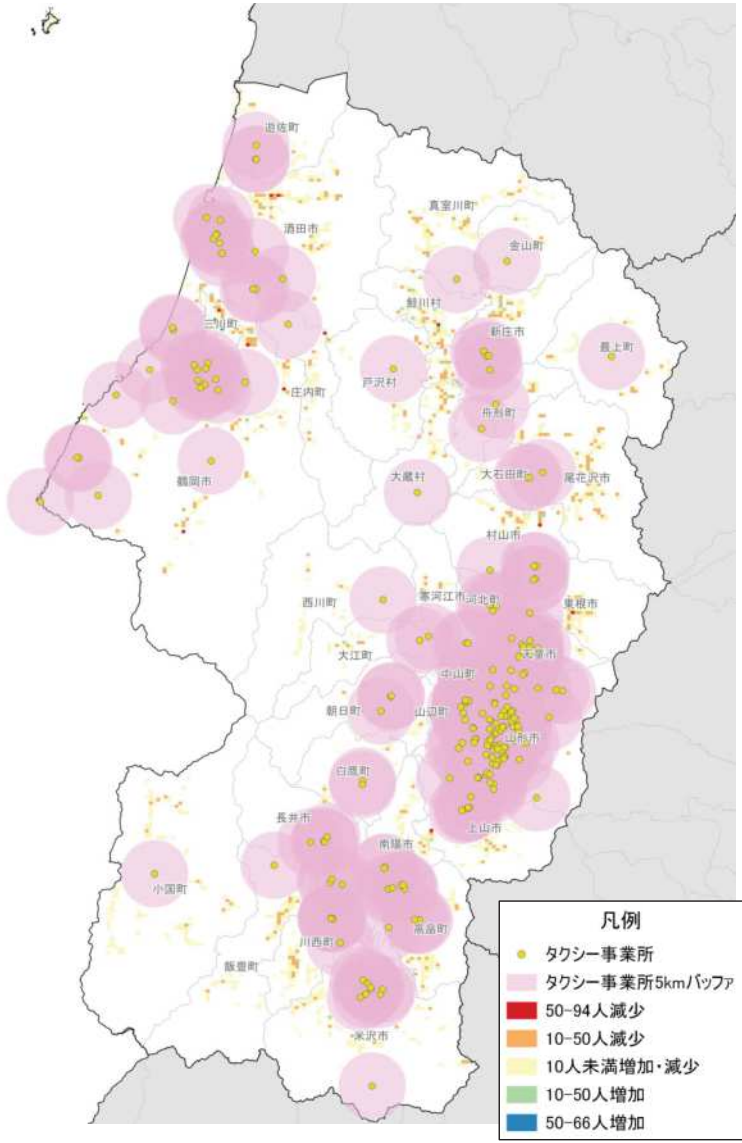 遊佐町
酒田市
真室川町
金山町
鮭川村
三川町
新庄市
最上町
戸沢村
庄内町
舟形町
鶴岡市
大蔵村
大石田町
尾花沢市
村山市
西川町
寒河江市
河北町
東根市
大江町
天童市
中山町
朝日町
山辺町
山形市
白鷹町
長井市
上山市
南陽市
小国町
川西町
高畠町
飯豊町
米沢市
凡例
タクシー事業所
タクシー事業所5kmバッファ
50-94人減少
10-50人減少
10人未満増加・減少
10-50人増加
50-66人増加